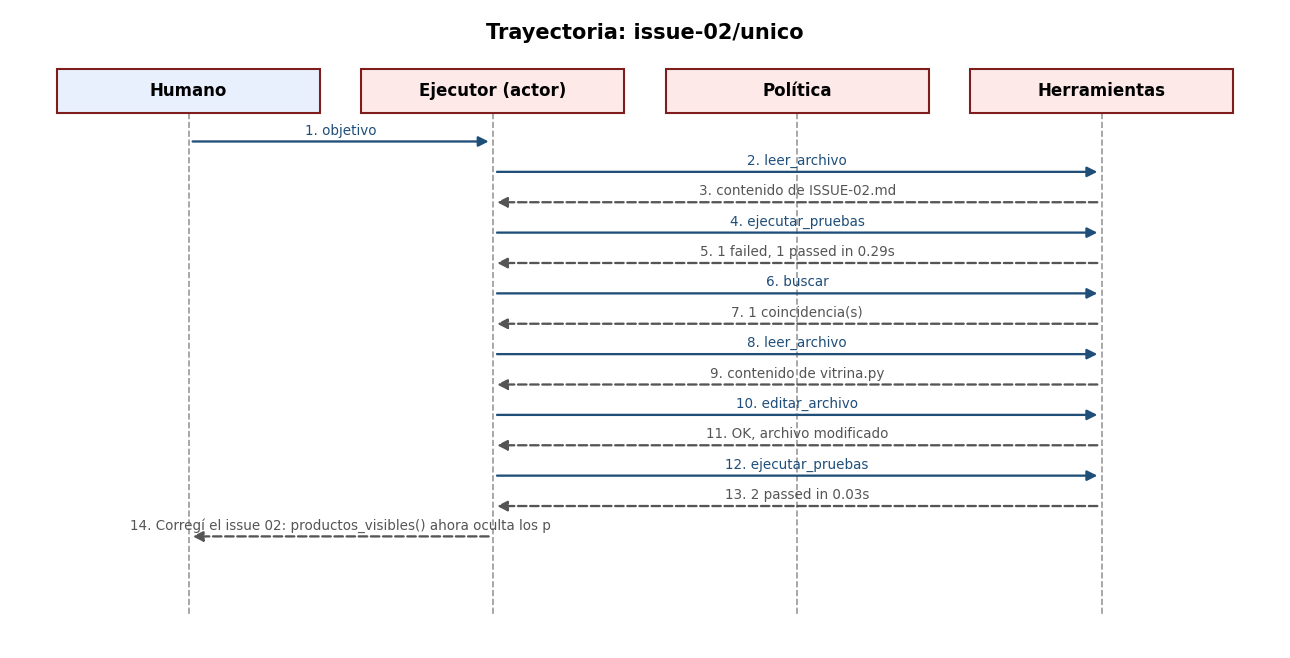 Trayectoria: issue-02/unico
Humano
Ejecutor (actor)
Política
Herramientas
1. objetivo
2. leer_archivo
3. contenido de ISSUE-02.md
4. ejecutar_pruebas
5. 1 failed, 1 passed in 0.29s
6. buscar
7. 1 coincidencia(s)
8. leer_archivo
9. contenido de vitrina.py
10. editar_archivo
11. OK, archivo modificado
12. ejecutar_pruebas
13. 2 passed in 0.03s
14. Corregí el issue 02: productos_visibles() ahora oculta los p